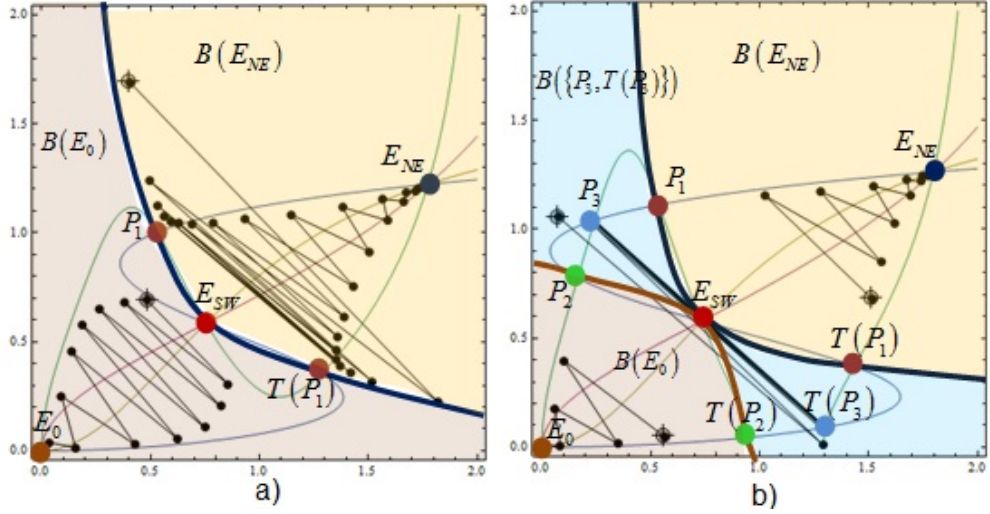 2.0
1.5
1.0
0.5
0.0
0.0 0.5 1.0 1.5 2.0
B(E_NE)
B(E_0)
E_NE
P_1
E_SW
T(P_1)
E_0
a)
2.0
1.5
1.0
0.5
0.0
0.0 0.5 1.0 1.5 2.0
B(E_NE)
B({P_3,T(P_3)})
E_NE
P_3
P_1
P_2
E_SW
T(P_1)
B(E_0)
T(P_2)
T(P_3)
E_0
b)